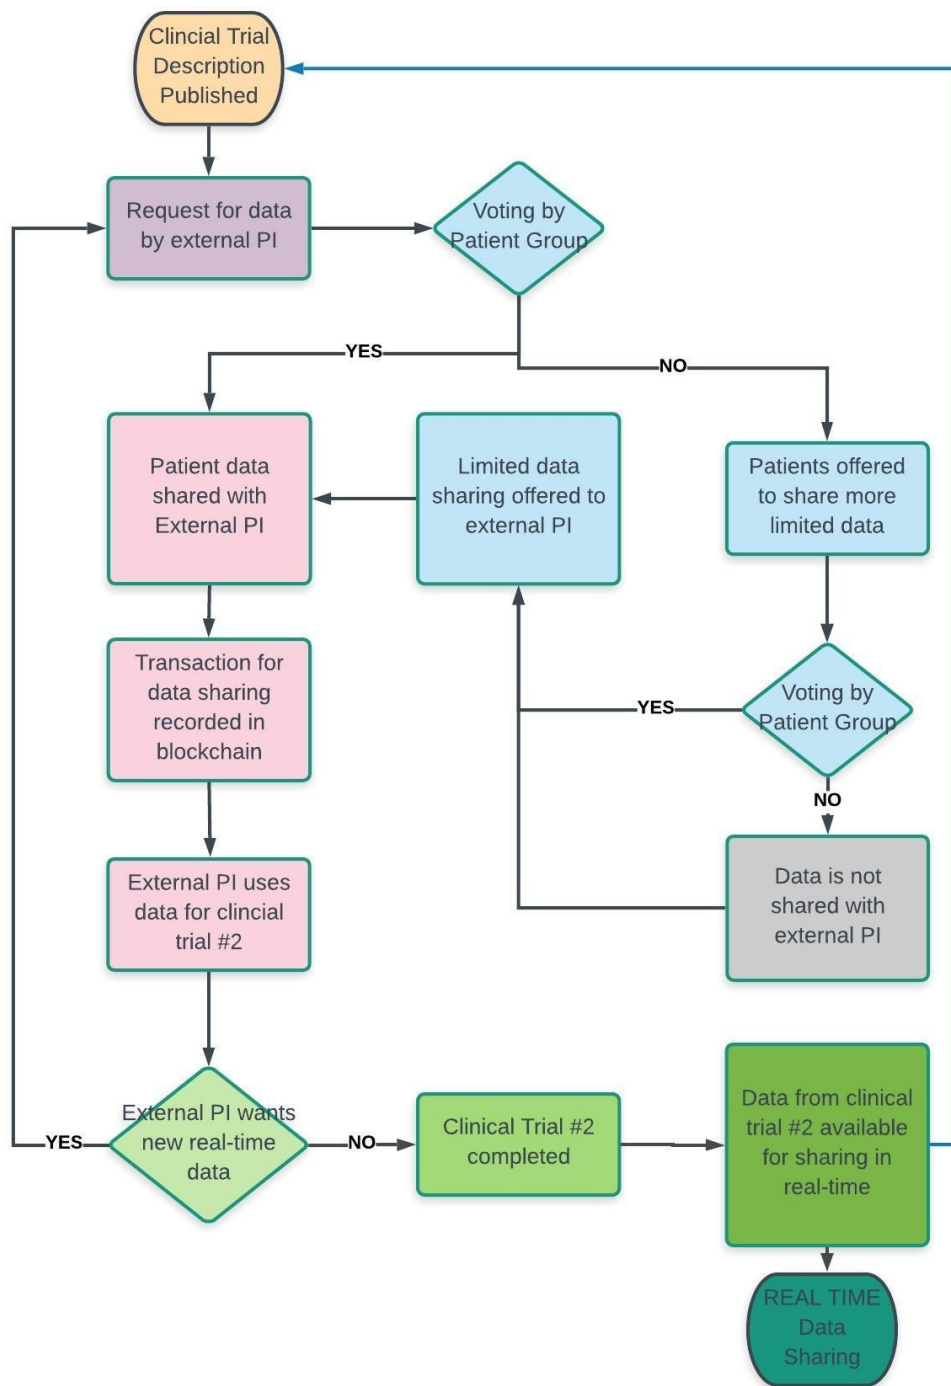 Clincial Trial
Description
Published
Request for data
by external PI
Voting by
Patient Group
YES
NO
Patient data
shared with
External PI
Limited data
sharing offered to
external PI
Patients offered
to share more
limited data
Transaction for
data sharing
recorded in
blockchain
YES
Voting by
Patient Group
NO
External PI uses
data for clincial
trial #2
Data is not
shared with
external PI
External PI wants
new real-time
data
YES
NO
Clinical Trial #2
completed
Data from clinical
trial #2 available
for sharing in
real-time
REAL TIME
Data
Sharing